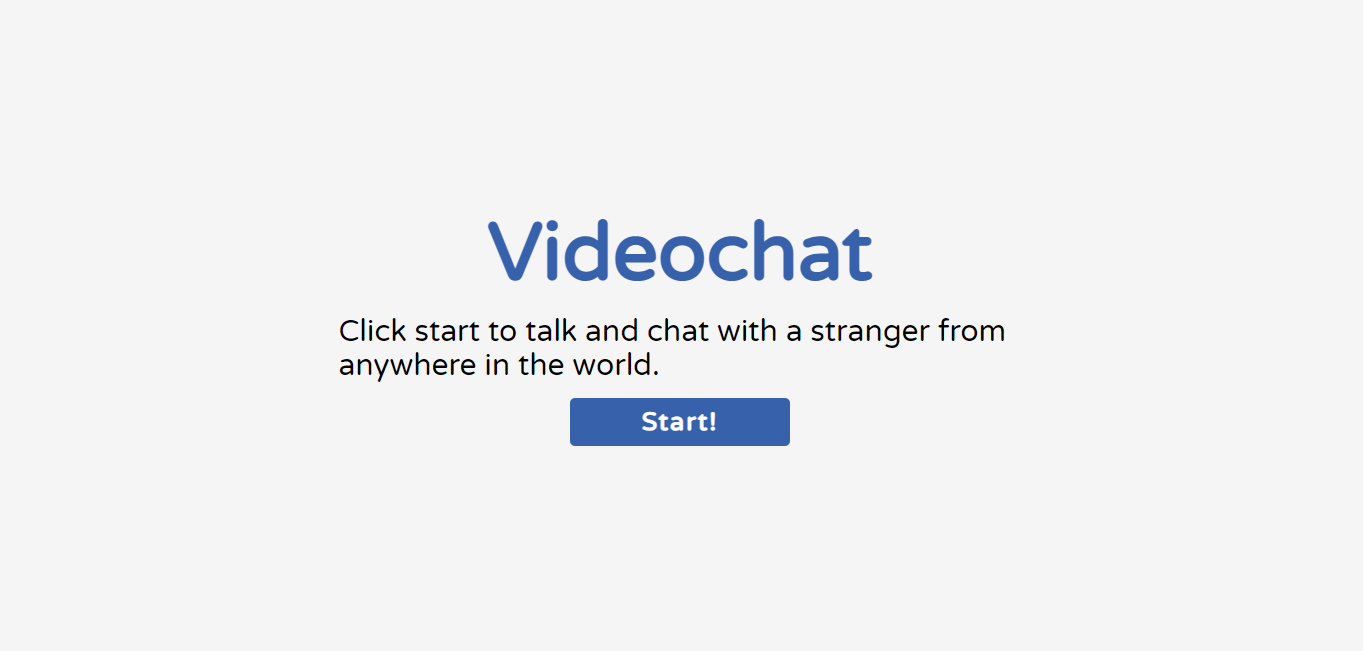 Videochat
Click start to talk and chat with a stranger from
anywhere in the world.
Start!